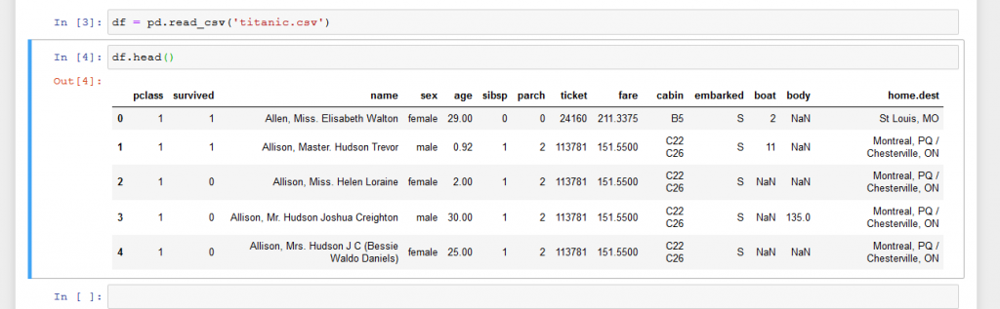 In [3]: df = pd.read_csv('titanic.csv')
In [4]: df.head()
Out[4]:
pclass survived name sex age sibsp parch ticket fare cabin embarked boat body home.dest
0 1 1 Allen, Miss. Elisabeth Walton female 29.00 0 0 24160 211.3375 B5 S 2 NaN St Louis, MO
1 1 1 Allison, Master. Hudson Trevor male 0.92 1 2 113781 151.5500 C22 C26 S 11 NaN Montreal, PQ / Chesterville, ON
2 1 0 Allison, Miss. Helen Loraine female 2.00 1 2 113781 151.5500 C22 C26 S NaN NaN Montreal, PQ / Chesterville, ON
3 1 0 Allison, Mr. Hudson Joshua Creighton male 30.00 1 2 113781 151.5500 C22 C26 S NaN 135.0 Montreal, PQ / Chesterville, ON
4 1 0 Allison, Mrs. Hudson J C (Bessie Waldo Daniels) female 25.00 1 2 113781 151.5500 C22 C26 S NaN NaN Montreal, PQ / Chesterville, ON
In [ ]: